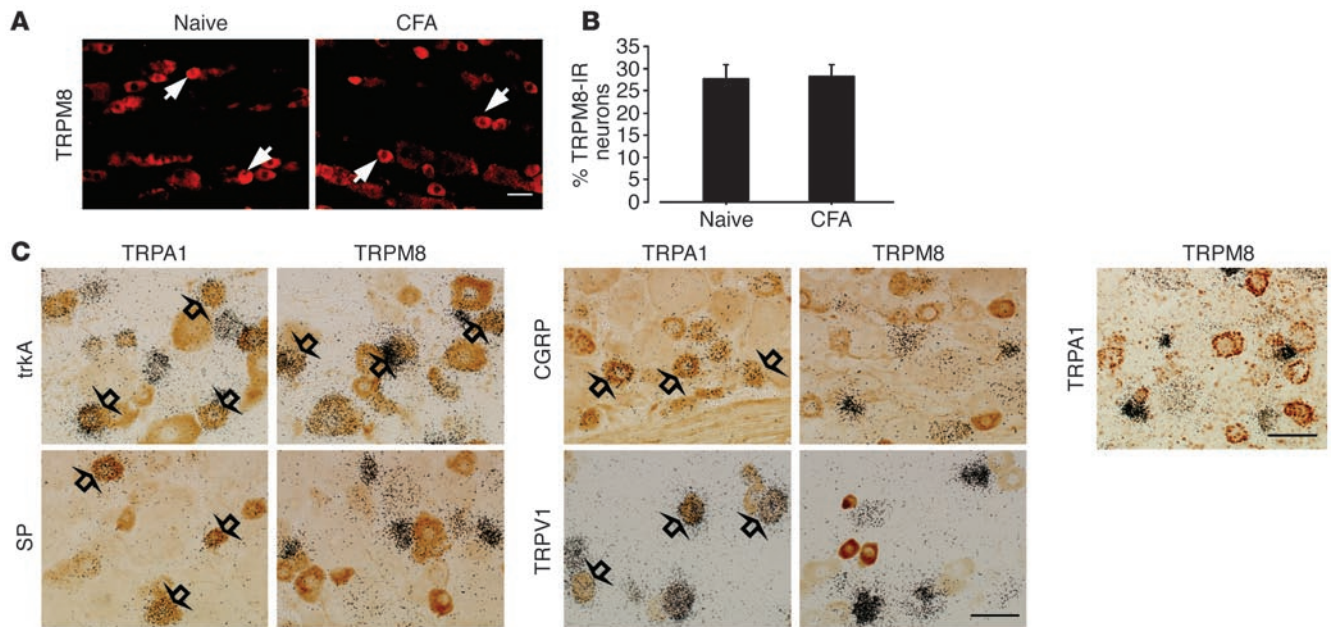 A
Naive
CFA
TRPM8
B
% TRPM8-IR
neurons
35
30
25
20
15
10
5
0
Naive
CFA
C
TRPA1
TRPM8
TRPA1
TRPM8
TRPM8
trkA
CGRP
TRPA1
SP
TRPV1